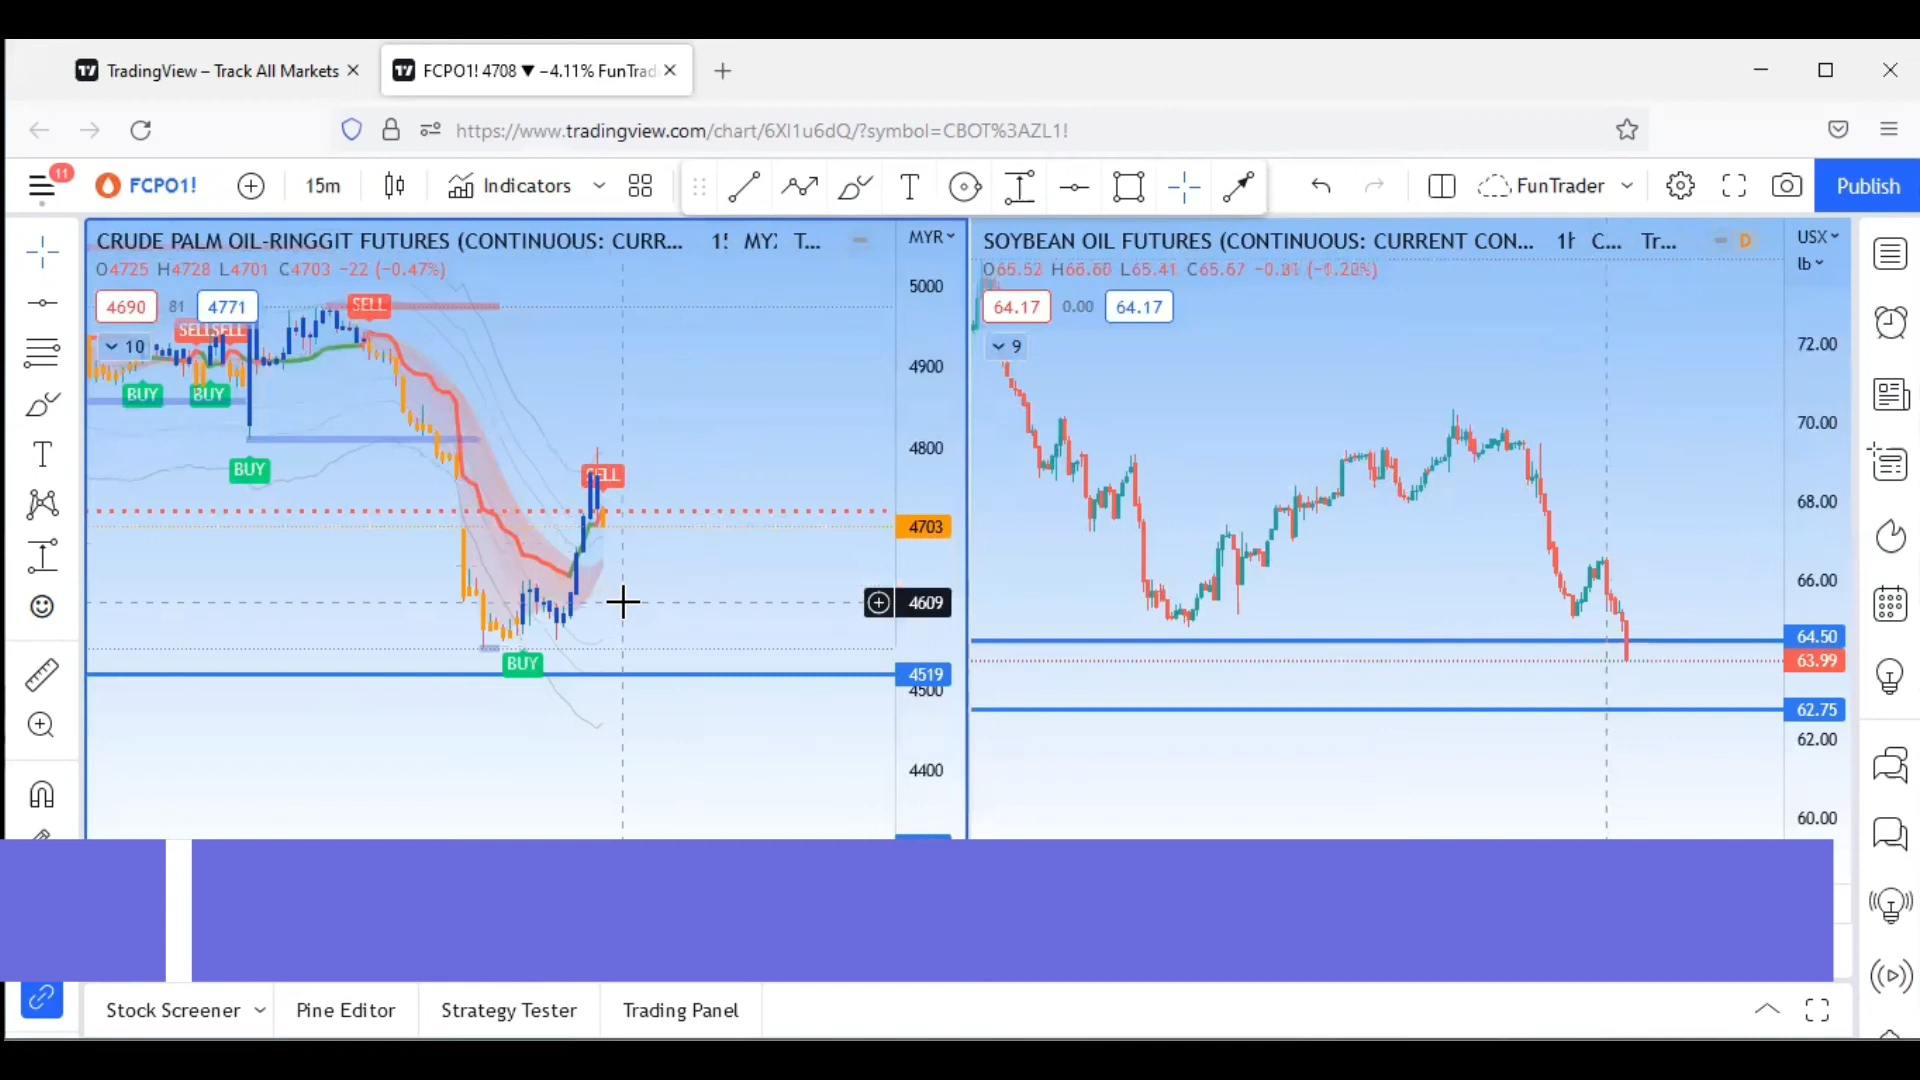 TradingView – Track All Markets
FCPO1! 4708 ▼ −4.11% FunTrad
https://www.tradingview.com/chart/6Xl1u6dQ/?symbol=CBOT%3AZL1!
11
FCPO1! 15m Indicators FunTrader Publish
CRUDE PALM OIL-RINGGIT FUTURES (CONTINUOUS: CURR... T... MYR
O4725 H4728 L4701 C4703 −22 (−0.47%)
4690 81 4771
10
SELL
SELL
SELL
BUY
BUY
BUY
SELL
BUY
5000
4900
4800
4703
4609
4519
4500
4400
SOYBEAN OIL FUTURES (CONTINUOUS: CURRENT CON... C... Tr... D USX
lb
O65.52 H66.60 L65.41 C65.67
64.17 0.00 64.17
9
72.00
70.00
68.00
66.00
64.50
63.99
62.75
62.00
60.00
Stock Screener Pine Editor Strategy Tester Trading Panel